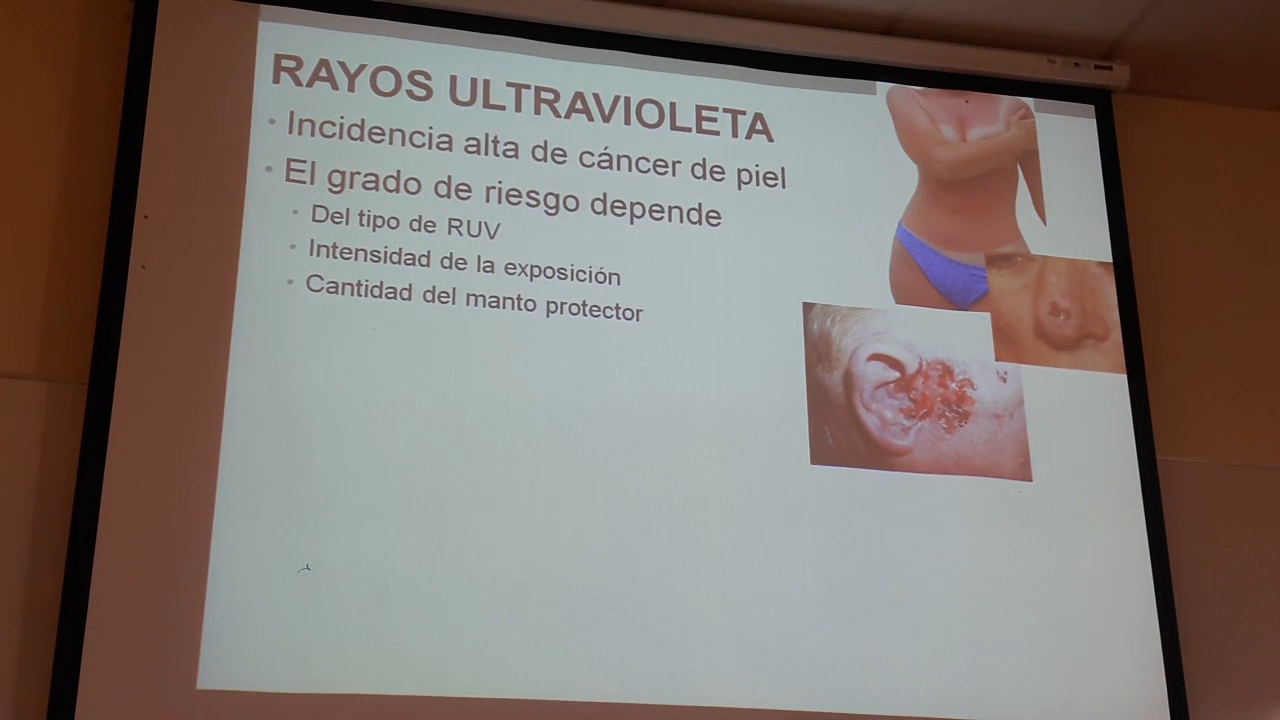 RAYOS ULTRAVIOLETA
• Incidencia alta de cáncer de piel
• El grado de riesgo depende
• Del tipo de RUV
• Intensidad de la exposición
• Cantidad del manto protector